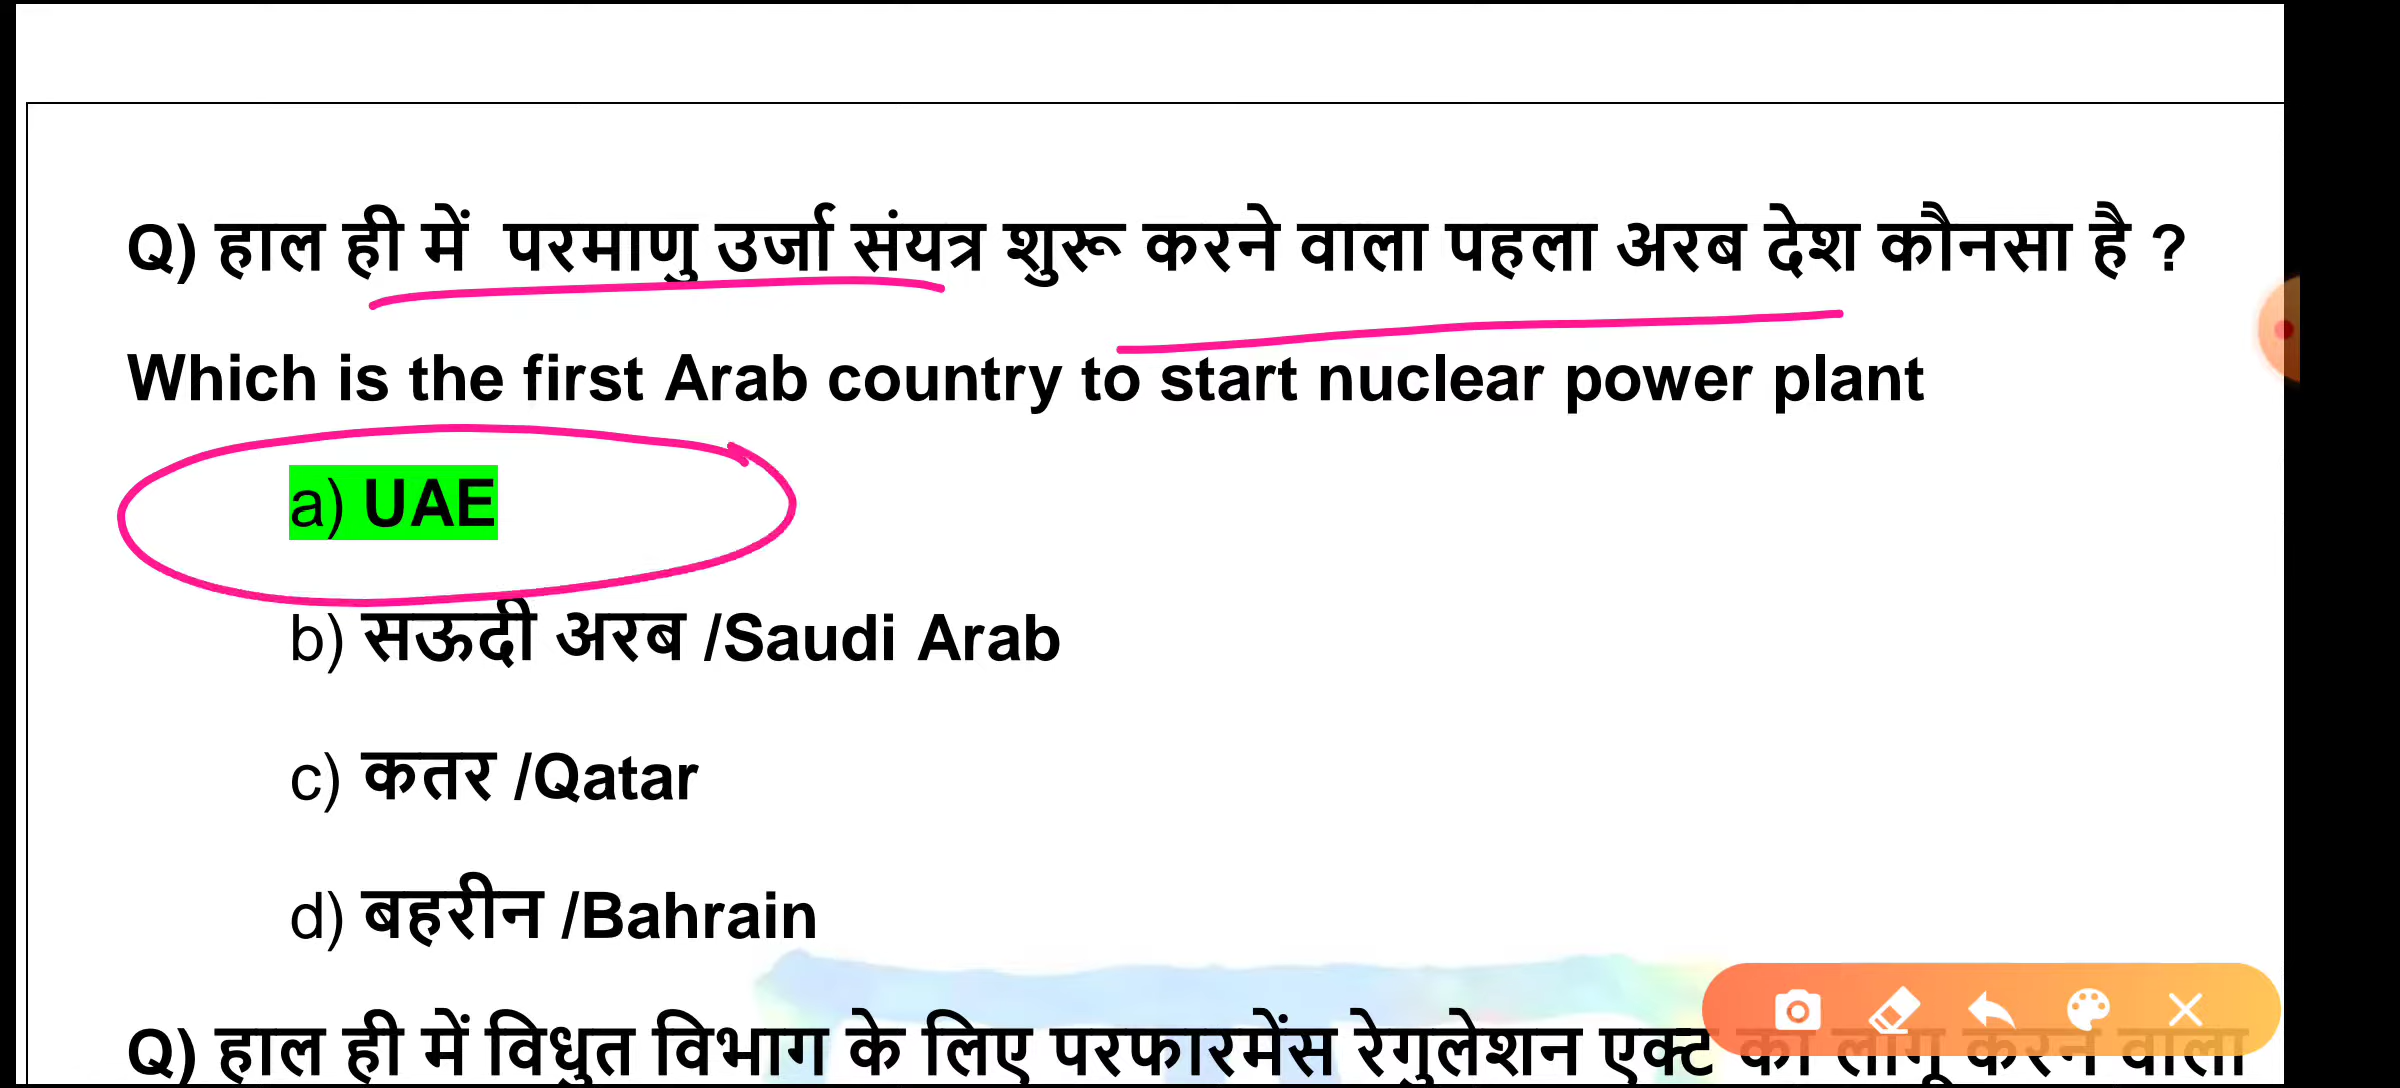 Q) हाल ही में परमाणु उर्जा संयत्र शुरू करने वाला पहला अरब देश कौनसा है ?
Which is the first Arab country to start nuclear power plant
a) UAE
b) सऊदी अरब /Saudi Arab
c) कतर /Qatar
d) बहरीन /Bahrain
Q) हाल ही में विधुत विभाग के लिए परफारमेंस रेगुलेशन एक्ट को लागू करने वाला